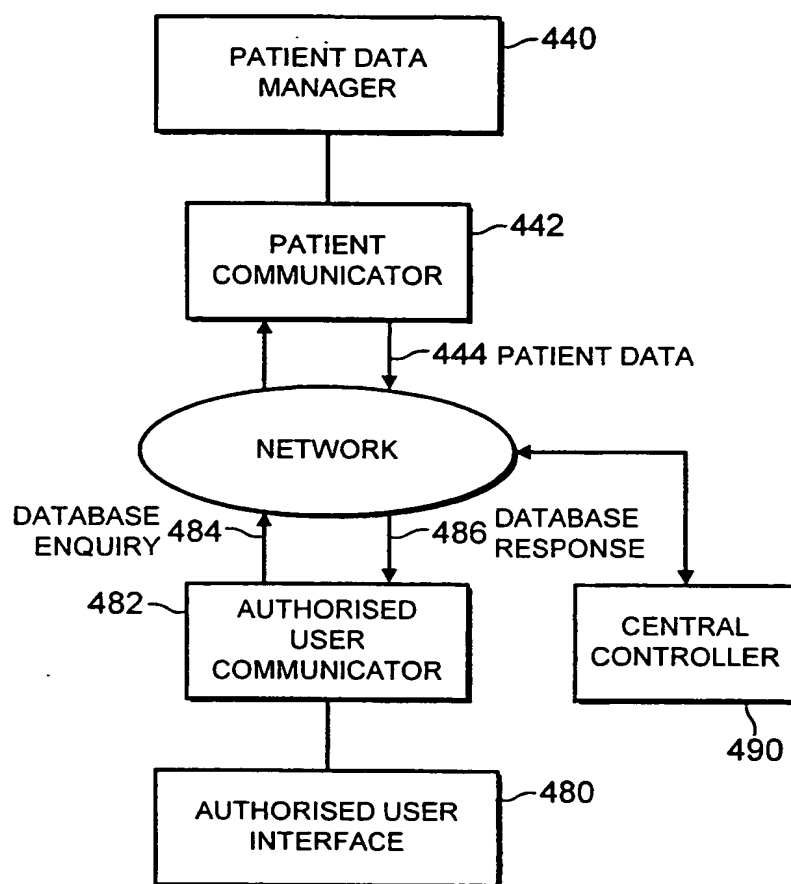 PATIENT DATA
MANAGER
440
PATIENT
COMMUNICATOR
442
444 PATIENT DATA
NETWORK
DATABASE
ENQUIRY
484
486
DATABASE
RESPONSE
482
AUTHORISED
USER
COMMUNICATOR
CENTRAL
CONTROLLER
490
AUTHORISED USER
INTERFACE
480